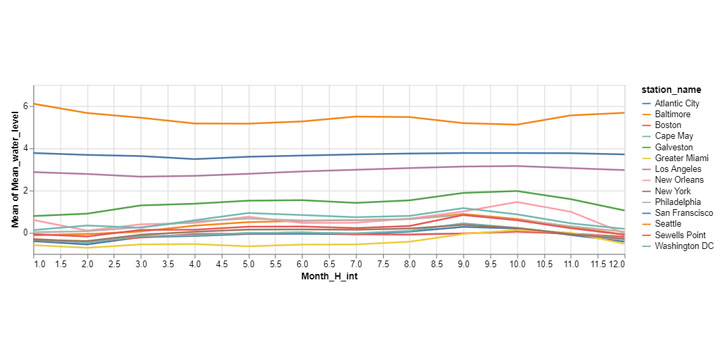 station_name
Atlantic City
Baltimore
Boston
Cape May
Galveston
Greater Miami
Los Angeles
New Orleans
New York
Philadelphia
San Franscisco
Seattle
Sewells Point
Washington DC
Mean of Mean_water_level
6
4
2
0
1.0 1.5 2.0 2.5 3.0 3.5 4.0 4.5 5.0 5.5 6.0 6.5 7.0 7.5 8.0 8.5 9.0 9.5 10.0 10.5 11.0 11.5 12.0
Month_H_int